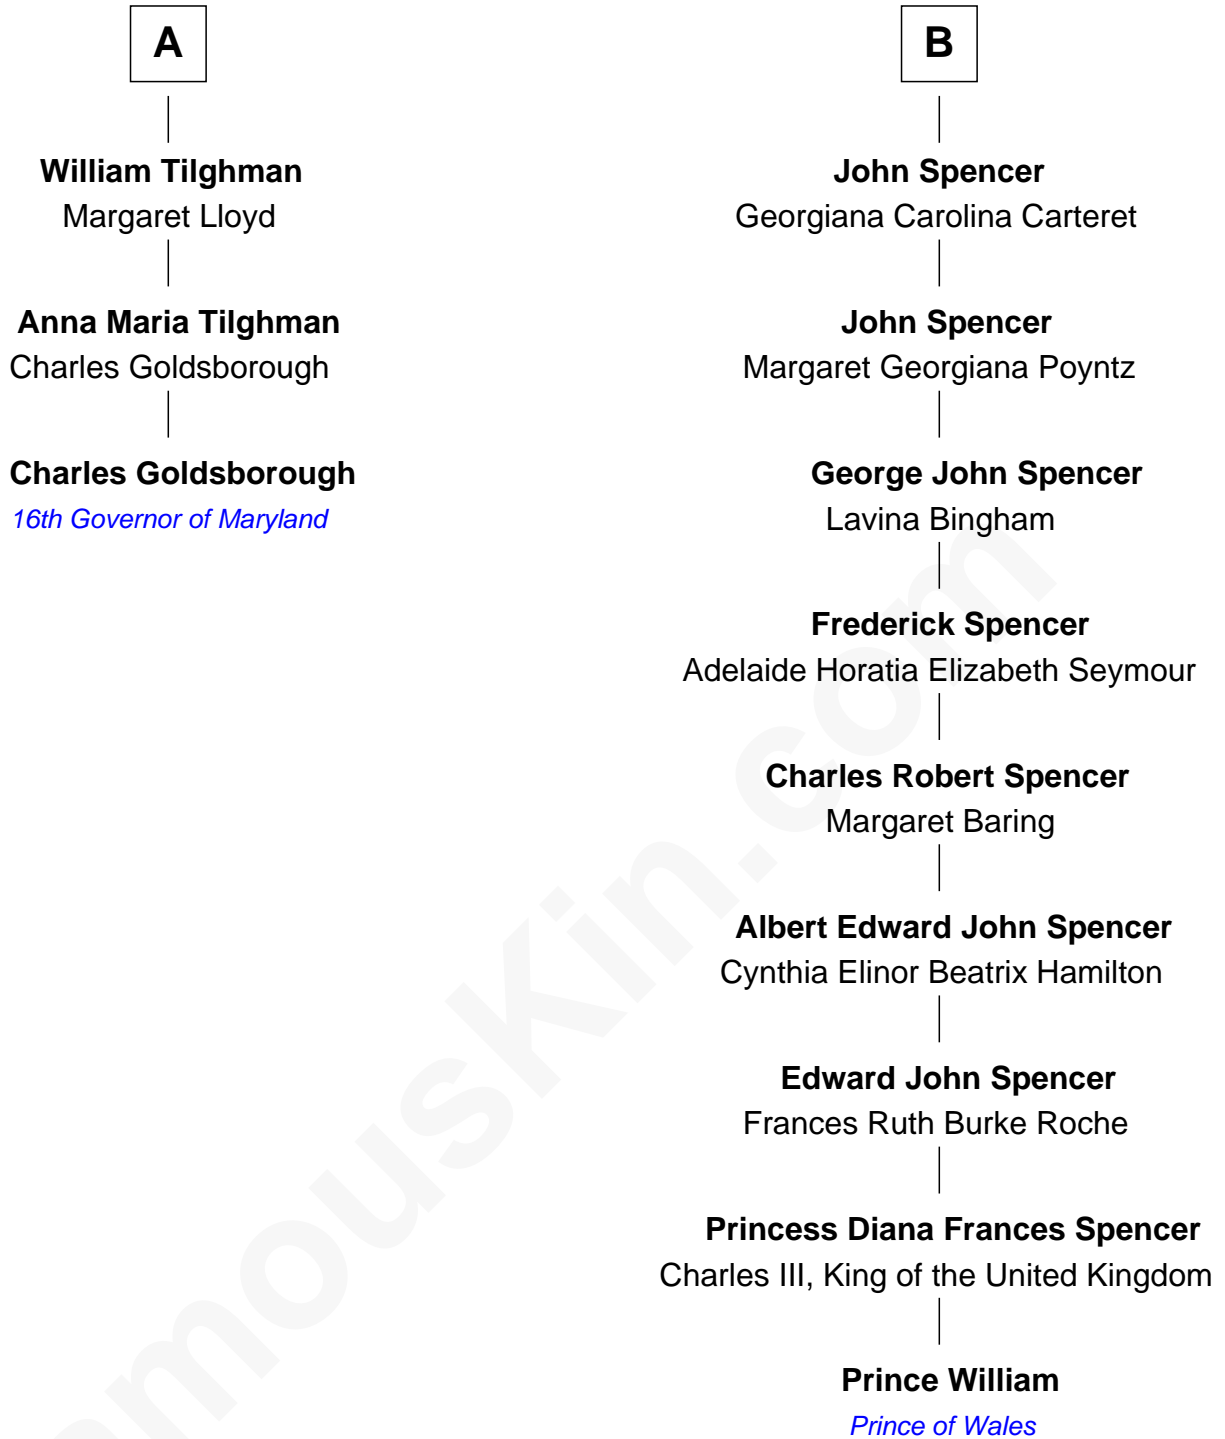 A
William Tilghman
Margaret Lloyd
Anna Maria Tilghman
Charles Goldsborough
Charles Goldsborough
16th Governor of Maryland
B
John Spencer
Georgiana Carolina Carteret
John Spencer
Margaret Georgiana Poyntz
George John Spencer
Lavina Bingham
Frederick Spencer
Adelaide Horatia Elizabeth Seymour
Charles Robert Spencer
Margaret Baring
Albert Edward John Spencer
Cynthia Elinor Beatrix Hamilton
Edward John Spencer
Frances Ruth Burke Roche
Princess Diana Frances Spencer
Charles III, King of the United Kingdom
Prince William
Prince of Wales
amousKin.com